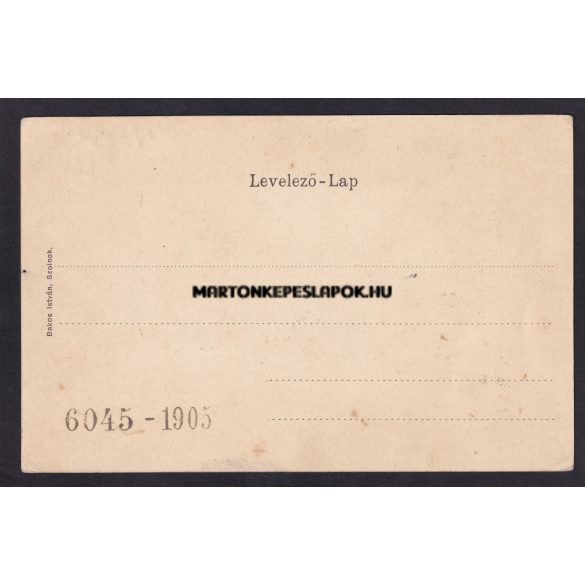 Levelező-Lap
MARTONKEPESLAPOK.HU
Bakos István, Szolnok.
6045 - 1905